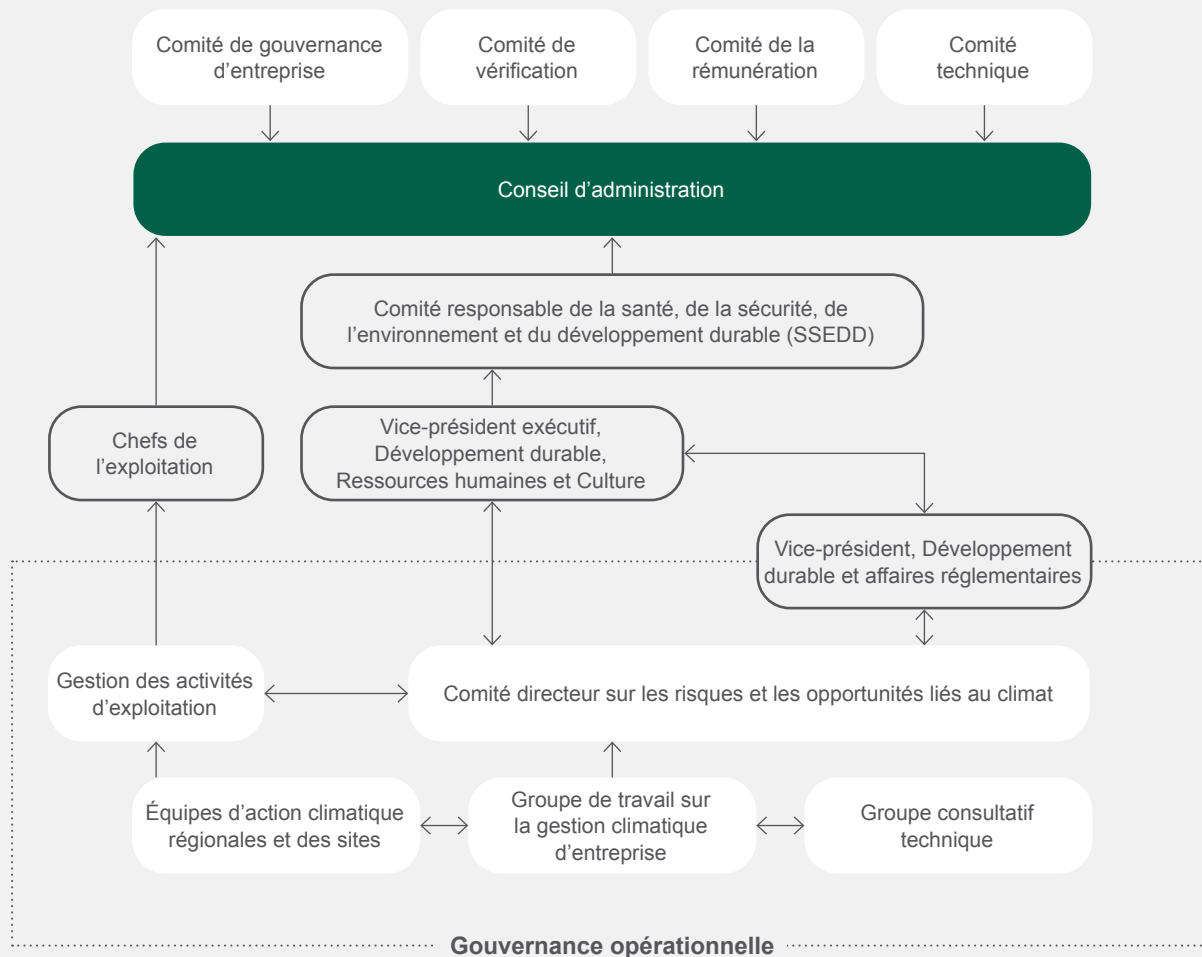 Comité de gouvernance
d’entreprise
Comité de
vérification
Comité de la
rémunération
Comité
technique
Conseil d’administration
Comité responsable de la santé, de la sécurité, de
l’environnement et du développement durable (SSEDD)
Chefs de
l’exploitation
Vice-président exécutif,
Développement durable,
Ressources humaines et Culture
Vice-président, Développement
durable et affaires réglementaires
Gestion des activités
d’exploitation
Comité directeur sur les risques et les opportunités liés au climat
Équipes d’action climatique
régionales et des sites
Groupe de travail sur
la gestion climatique
d’entreprise
Groupe consultatif
technique
Gouvernance opérationnelle